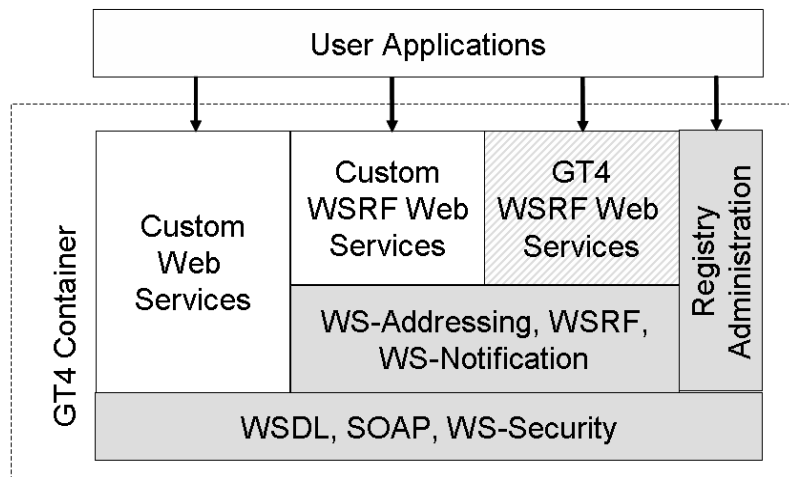 User Applications
GT4 Container
Custom
Web
Services
Custom
WSRF Web
Services
GT4
WSRF Web
Services
Registry
Administration
WS-Addressing, WSRF,
WS-Notification
WSDL, SOAP, WS-Security